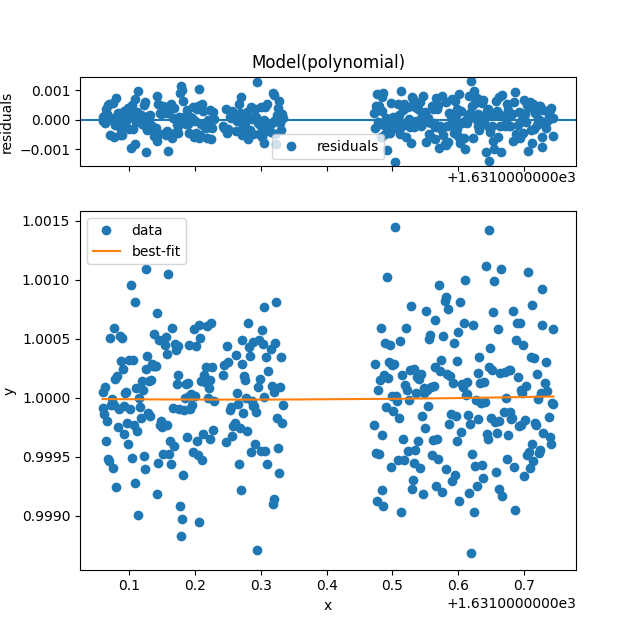 Model(polynomial)
residuals
0.001
0.000
−0.001
residuals
+1.6310000000e3
y
1.0015
1.0010
1.0005
1.0000
0.9995
0.9990
data
best-fit
0.1 0.2 0.3 0.4 0.5 0.6 0.7
x
+1.6310000000e3